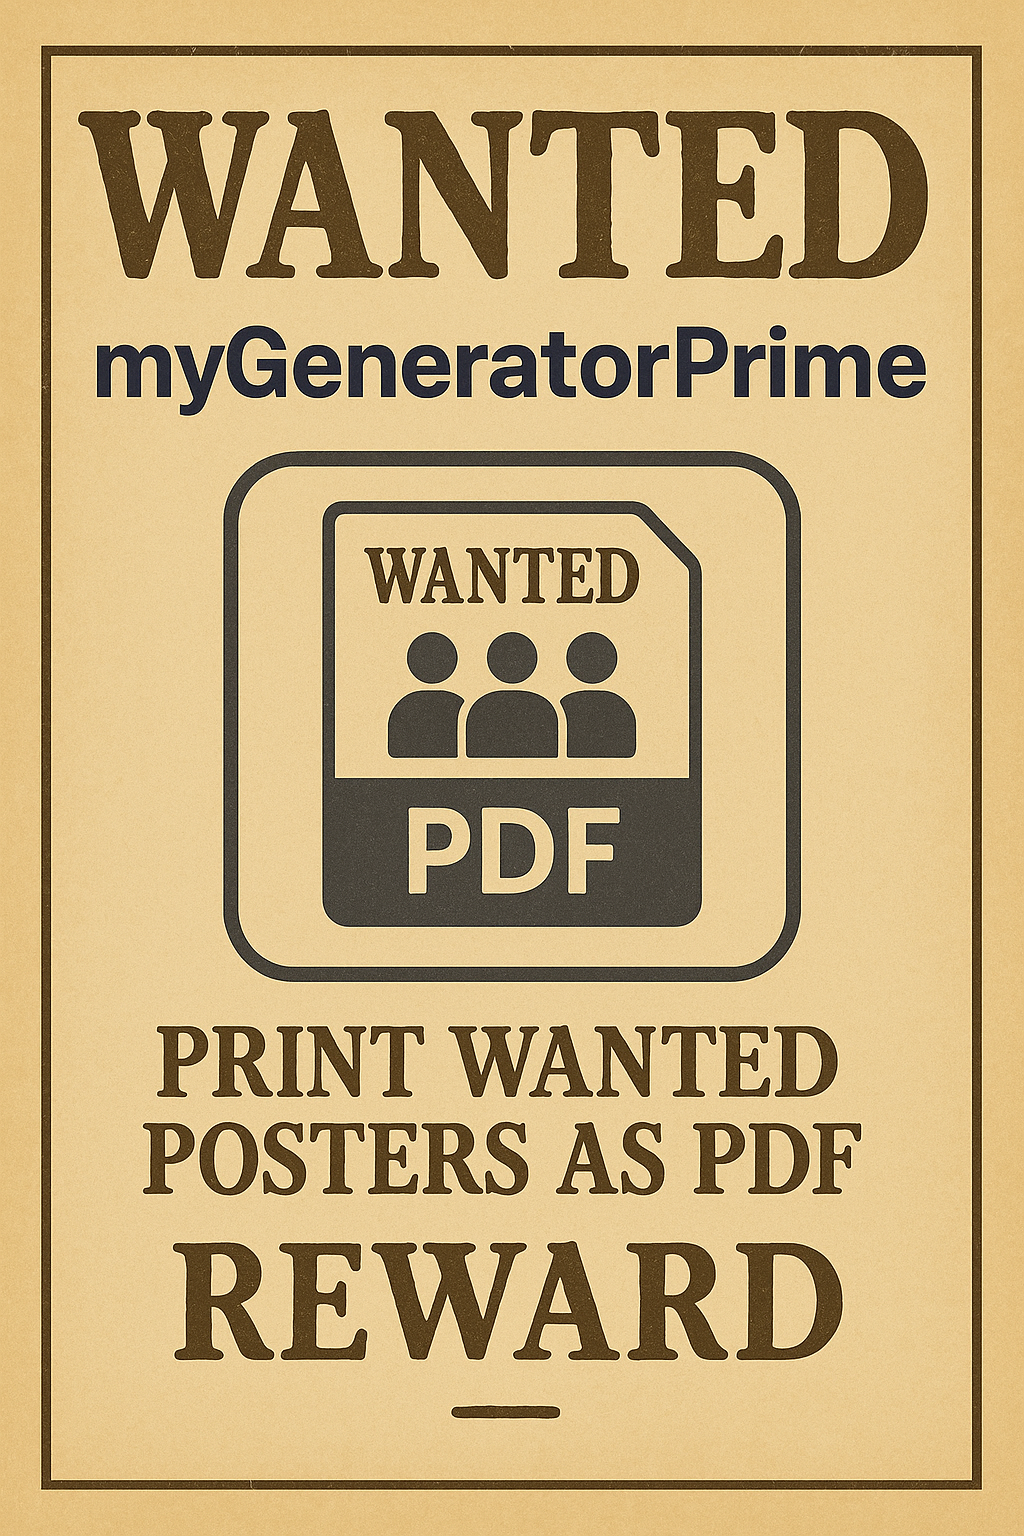 WANTED
myGeneratorPrime
WANTED
PDF
PRINT WANTED
POSTERS AS PDF
REWARD